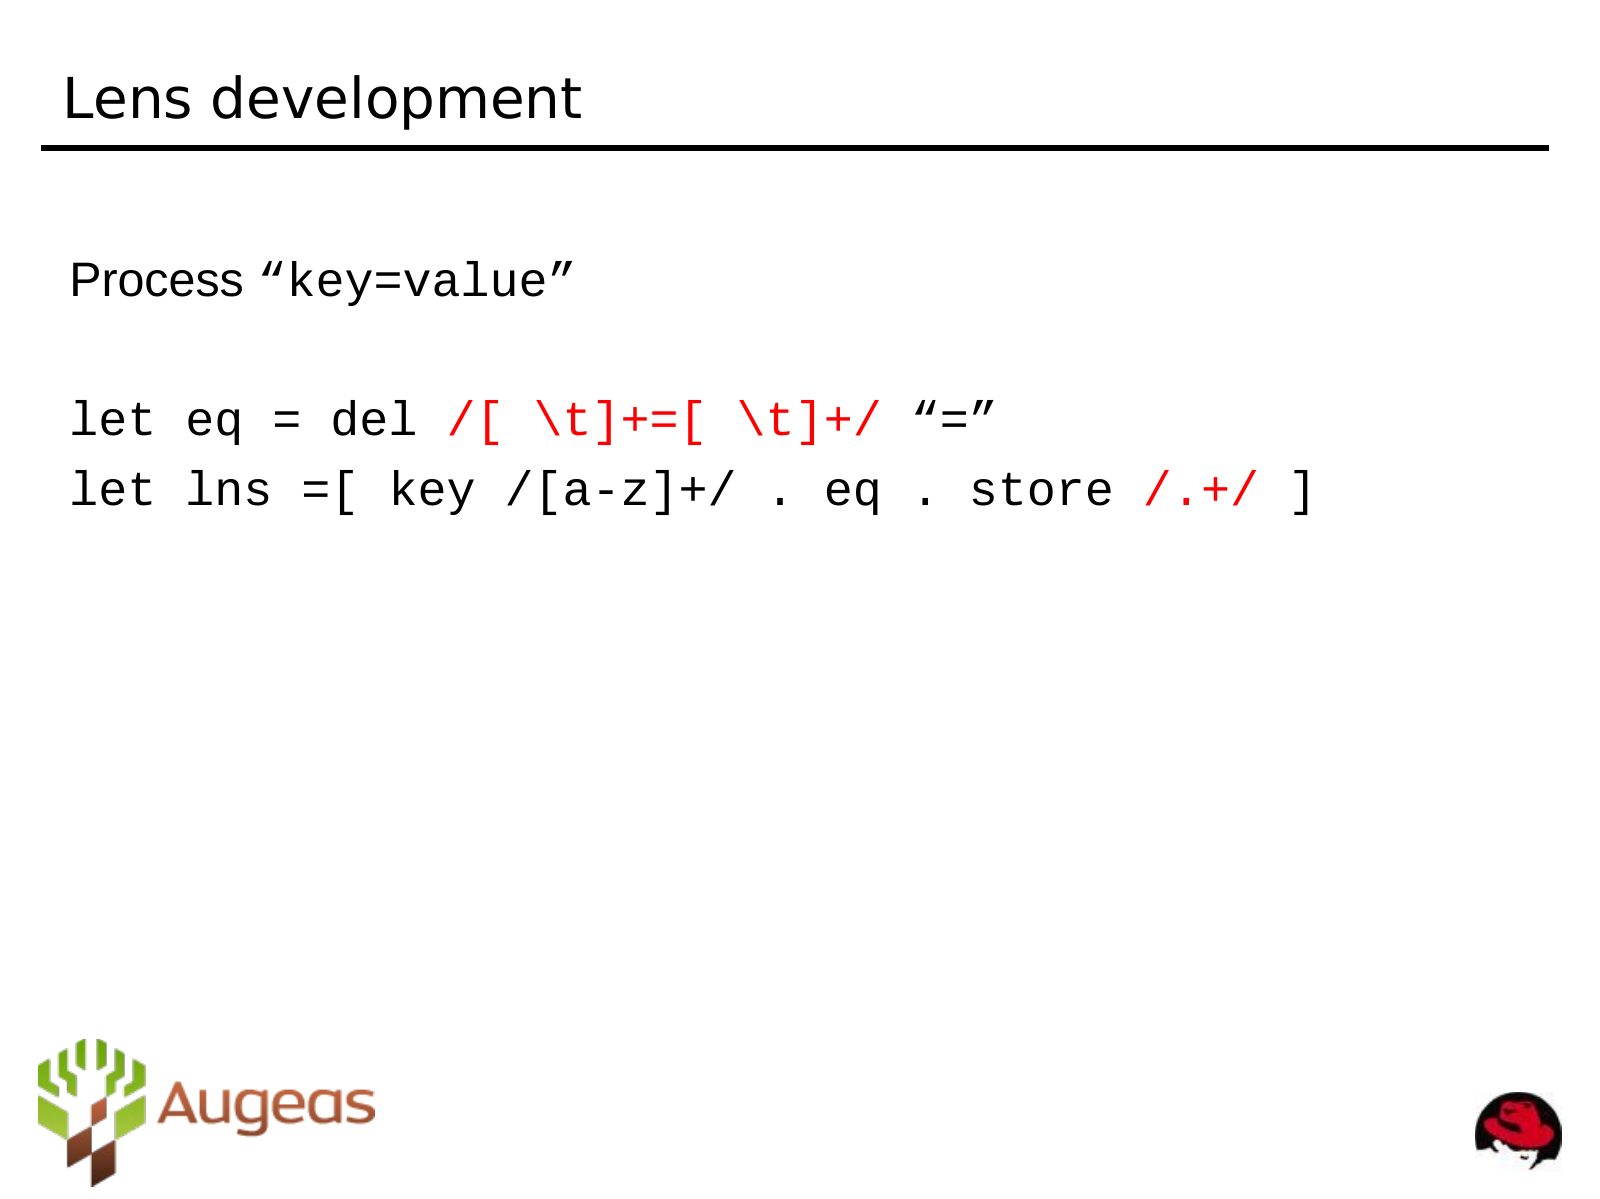 Lens development
Process “key=value”
let eq = del /[ \t]+=[ \t]+/ “=”
let lns =[ key /[a-z]+/ . eq . store /.+/ ]
Augeas